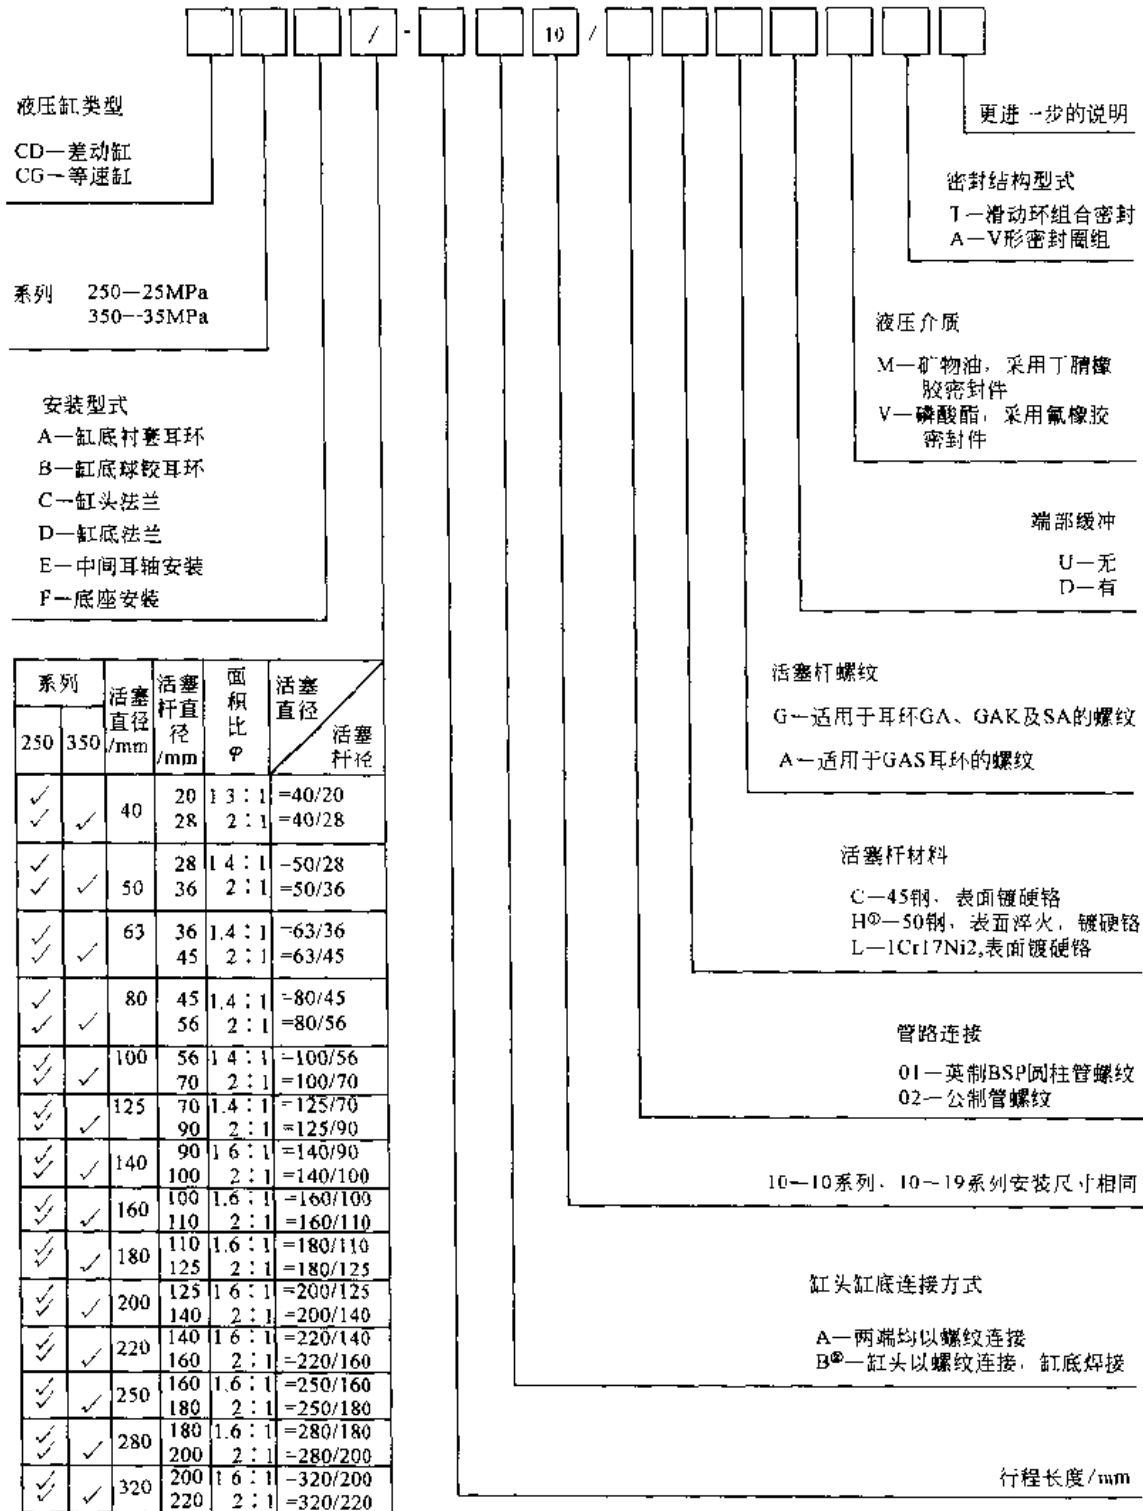 / - 10 /
液压缸类型
CD—差动缸
CG—等速缸
系列 250—25MPa
350--35MPa
安装型式
A—缸底衬套耳环
B—缸底球铰耳环
C—缸头法兰
D—缸底法兰
E—中间耳轴安装
F—底座安装
更进一步的说明
密封结构型式
T—滑动环组合密封
A—V形密封圈组
液压介质
M—矿物油，采用丁腈橡
胶密封件
V—磷酸酯，采用氟橡胶
密封件
端部缓冲
U—无
D—有
活塞杆螺纹
G—适用于耳环GA、GAK及SA的螺纹
A—适用于GAS耳环的螺纹
活塞杆材料
C—45钢，表面镀硬铬
H①—50钢，表面淬火，镀硬铬
L—1Cr17Ni2,表面镀硬铬
管路连接
01—英制BSP圆柱管螺纹
02—公制管螺纹
10—10系列、10～19系列安装尺寸相同
缸头缸底连接方式
A—两端均以螺纹连接
B②—缸头以螺纹连接，缸底焊接
行程长度/mm
系列 活塞直径/mm 活塞杆直径/mm 面积比φ 活塞直径 活塞杆径
250 350
✓ 40 20 1.3:1 =40/20
✓ ✓ 28 2:1 =40/28
✓ 50 28 1.4:1 =50/28
✓ ✓ 36 2:1 =50/36
✓ 63 36 1.4:1 =63/36
✓ ✓ 45 2:1 =63/45
✓ 80 45 1.4:1 =80/45
✓ ✓ 56 2:1 =80/56
✓ 100 56 1.4:1 =100/56
✓ ✓ 70 2:1 =100/70
✓ 125 70 1.4:1 =125/70
✓ ✓ 90 2:1 =125/90
✓ 140 90 1.6:1 =140/90
✓ ✓ 100 2:1 =140/100
✓ 160 100 1.6:1 =160/100
✓ ✓ 110 2:1 =160/110
✓ 180 110 1.6:1 =180/110
✓ ✓ 125 2:1 =180/125
✓ 200 125 1.6:1 =200/125
✓ ✓ 140 2:1 =200/140
✓ 220 140 1.6:1 =220/140
✓ ✓ 160 2:1 =220/160
✓ 250 160 1.6:1 =250/160
✓ ✓ 180 2:1 =250/180
✓ 280 180 1.6:1 =280/180
✓ ✓ 200 2:1 =280/200
✓ 320 200 1.6:1 =320/200
✓ ✓ 220 2:1 =320/220